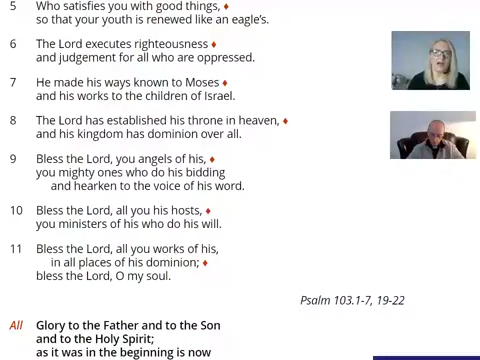 5 Who satisfies you with good things, ♦
so that your youth is renewed like an eagle’s.
6 The Lord executes righteousness ♦
and judgement for all who are oppressed.
7 He made his ways known to Moses ♦
and his works to the children of Israel.
8 The Lord has established his throne in heaven, ♦
and his kingdom has dominion over all.
9 Bless the Lord, you angels of his, ♦
you mighty ones who do his bidding
and hearken to the voice of his word.
10 Bless the Lord, all you his hosts, ♦
you ministers of his who do his will.
11 Bless the Lord, all you works of his,
in all places of his dominion; ♦
bless the Lord, O my soul.
Psalm 103.1-7, 19-22
All Glory to the Father and to the Son
and to the Holy Spirit;
as it was in the beginning is now